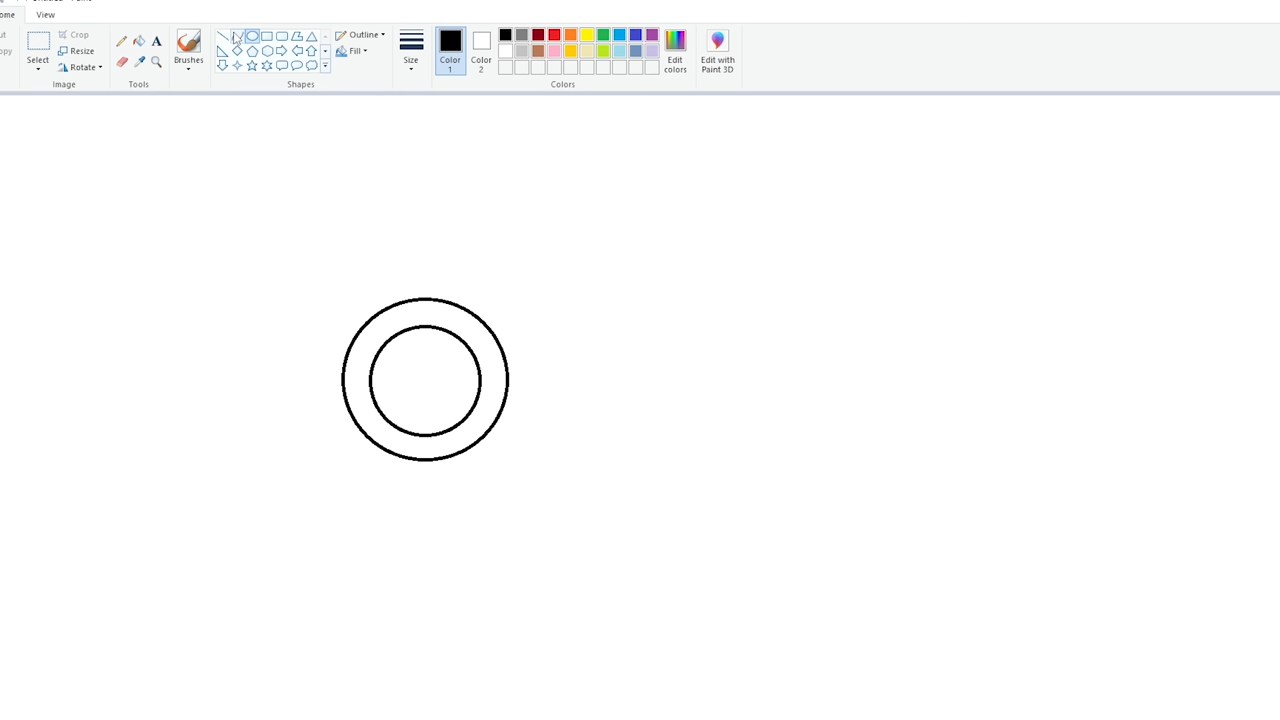 View
Crop
Resize
Rotate
Select
Image
Tools
Brushes
Shapes
Outline
Fill
Size
Color
1
Color
2
Colors
Edit
colors
Edit with
Paint 3D